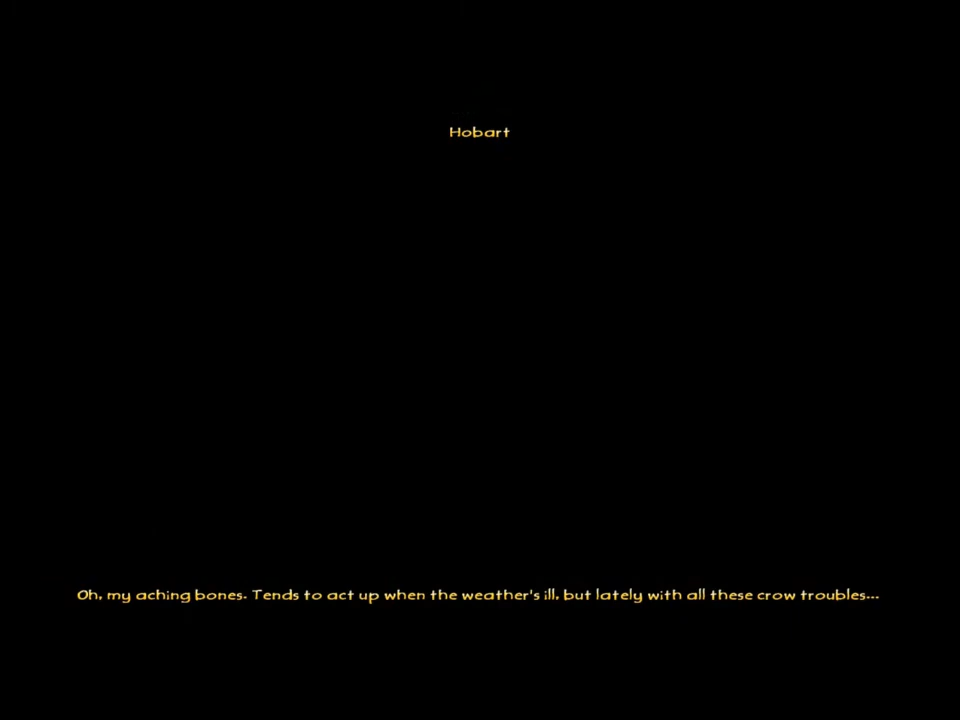 Hobart
Oh, my aching bones. Tends to act up when the weather's ill, but lately with all these crow troubles...